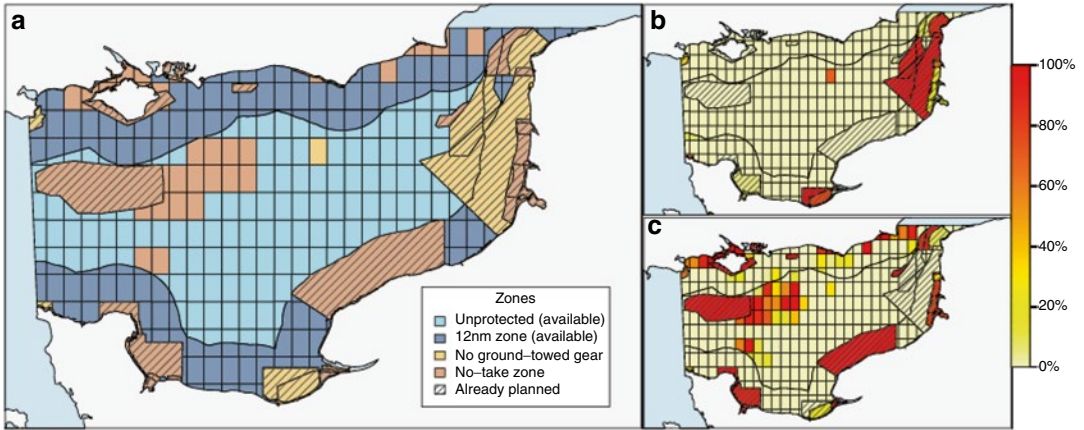 a
Zones
Unprotected (available)
12nm zone (available)
No ground–towed gear
No–take zone
Already planned
b
c
100%
80%
60%
40%
20%
0%